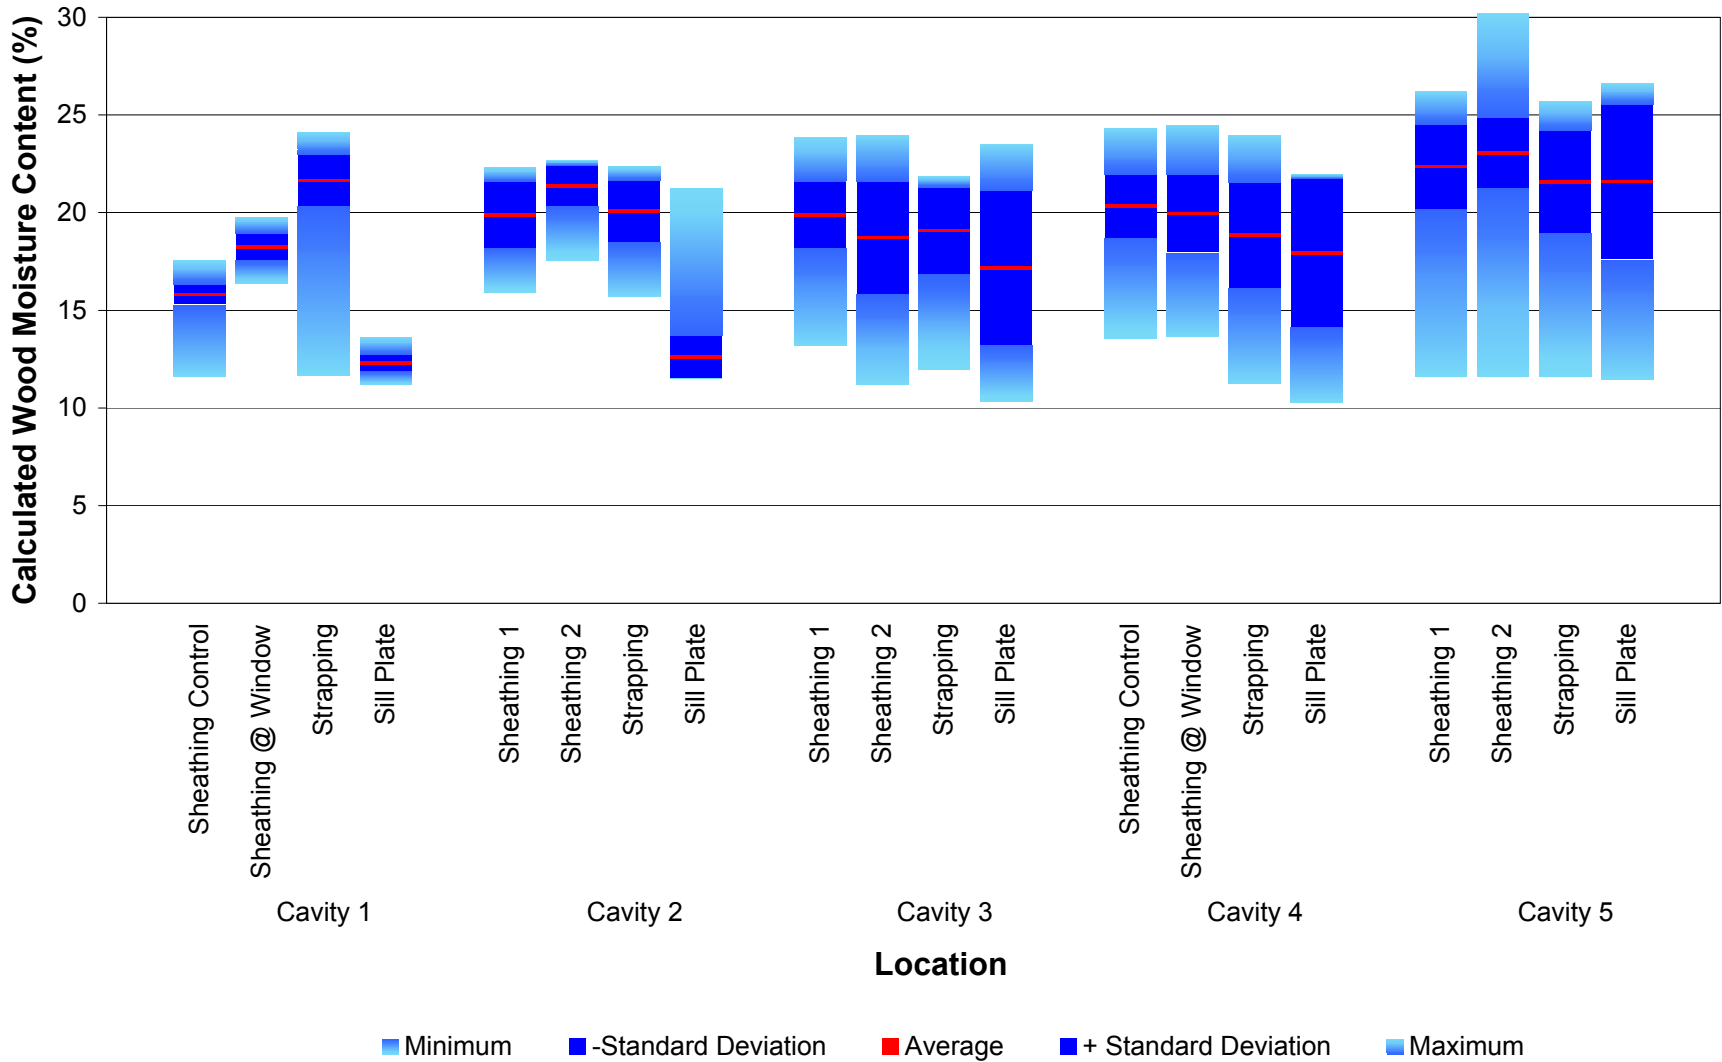 Calculated Wood Moisture Content (%)
30
25
20
15
10
5
0
Sheathing Control
Sheathing @ Window
Strapping
Sill Plate
Sheathing 1
Sheathing 2
Strapping
Sill Plate
Sheathing 1
Sheathing 2
Strapping
Sill Plate
Sheathing Control
Sheathing @ Window
Strapping
Sill Plate
Sheathing 1
Sheathing 2
Strapping
Sill Plate
Cavity 1
Cavity 2
Cavity 3
Cavity 4
Cavity 5
Location
Minimum
-Standard Deviation
Average
+ Standard Deviation
Maximum